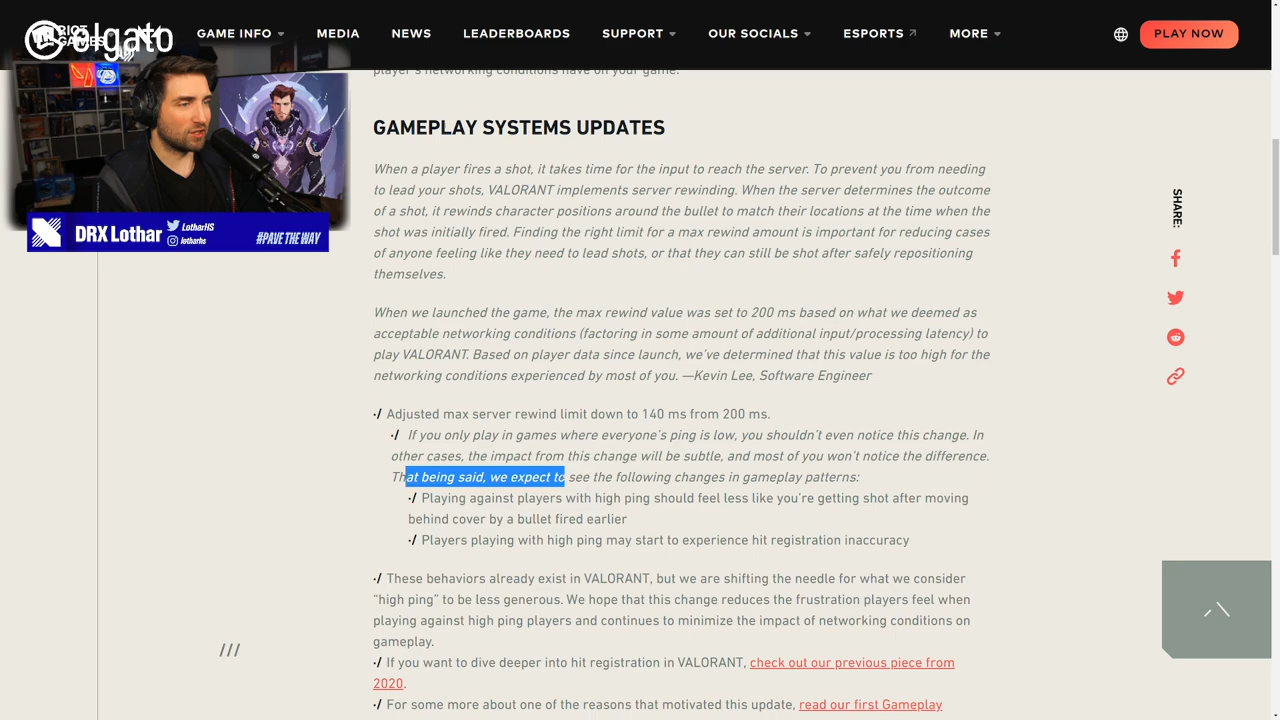 RIOT GAMES
elgato
GAME INFO
MEDIA
NEWS
LEADERBOARDS
SUPPORT
OUR SOCIALS
ESPORTS
MORE
PLAY NOW
player's networking conditions have on your game.
GAMEPLAY SYSTEMS UPDATES
When a player fires a shot, it takes time for the input to reach the server. To prevent you from needing
to lead your shots, VALORANT implements server rewinding. When the server determines the outcome
of a shot, it rewinds character positions around the bullet to match their locations at the time when the
shot was initially fired. Finding the right limit for a max rewind amount is important for reducing cases
of anyone feeling like they need to lead shots, or that they can still be shot after safely repositioning
themselves.
When we launched the game, the max rewind value was set to 200 ms based on what we deemed as
acceptable networking conditions (factoring in some amount of additional input/processing latency) to
play VALORANT. Based on player data since launch, we've determined that this value is too high for the
networking conditions experienced by most of you. —Kevin Lee, Software Engineer
·/ Adjusted max server rewind limit down to 140 ms from 200 ms.
·/ If you only play in games where everyone's ping is low, you shouldn't even notice this change. In
other cases, the impact from this change will be subtle, and most of you won't notice the difference.
That being said, we expect to see the following changes in gameplay patterns:
·/ Playing against players with high ping should feel less like you're getting shot after moving
behind cover by a bullet fired earlier
·/ Players playing with high ping may start to experience hit registration inaccuracy
·/ These behaviors already exist in VALORANT, but we are shifting the needle for what we consider
"high ping" to be less generous. We hope that this change reduces the frustration players feel when
playing against high ping players and continues to minimize the impact of networking conditions on
gameplay.
·/ If you want to dive deeper into hit registration in VALORANT, check out our previous piece from
2020.
·/ For some more about one of the reasons that motivated this update, read our first Gameplay
DRX Lothar
LotharHS
lotharhs
#PAVE THE WAY
SHARE:
///